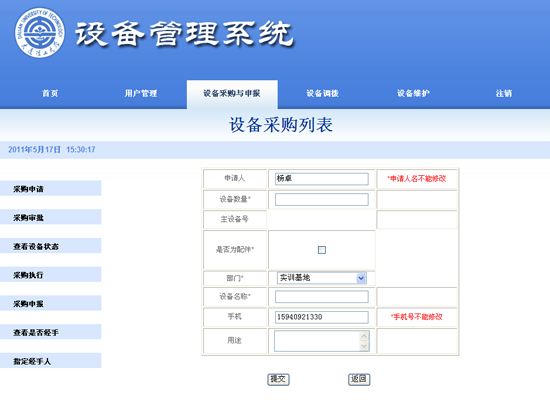 DALIAN UNIVERSITY OF TECHNOLOGY
大连理工大学
设备管理系统
首页 用户管理 设备采购与申报 设备调拨 设备维护 注销
设备采购列表
2011年5月17日 15:30:17
采购申请
采购审批
查看设备状态
采购执行
采购申报
查看是否经手
指定经手人
申请人 杨卓 *申请人名不能修改
设备数量*
主设备号
是否为配件*
部门* 实训基地
设备名称*
手机 15940921330 *手机号不能修改
用途
提交 返回